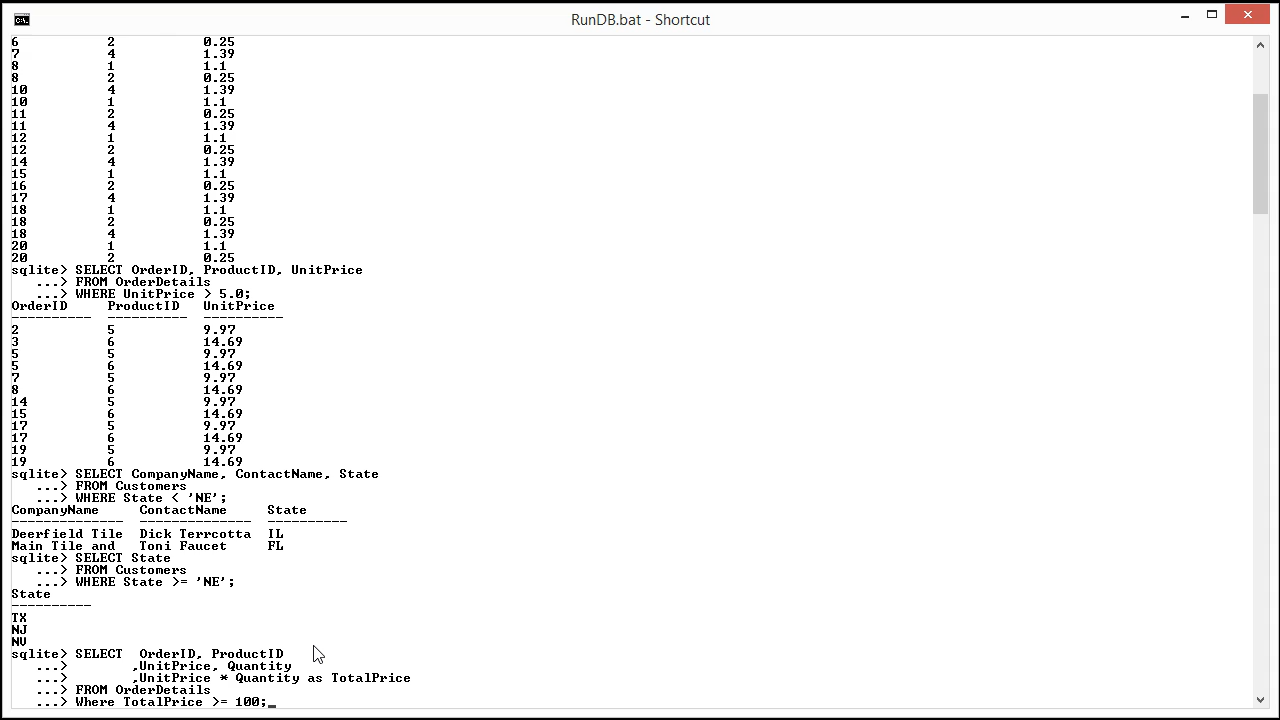 RunDB.bat - Shortcut
6 2 0.25
7 4 1.39
8 1 1.1
8 2 0.25
10 4 1.39
10 1 1.1
11 2 0.25
11 4 1.39
12 1 1.1
12 2 0.25
14 4 1.39
15 1 1.1
16 2 0.25
17 4 1.39
18 1 1.1
18 2 0.25
18 4 1.39
20 1 1.1
20 2 0.25
sqlite> SELECT OrderID, ProductID, UnitPrice
...> FROM OrderDetails
...> WHERE UnitPrice > 5.0;
OrderID ProductID UnitPrice
---------- ---------- ----------
2 5 9.97
3 6 14.69
5 5 9.97
5 6 14.69
7 5 9.97
8 6 14.69
14 5 9.97
15 6 14.69
17 5 9.97
17 6 14.69
19 5 9.97
19 6 14.69
sqlite> SELECT CompanyName, ContactName, State
...> FROM Customers
...> WHERE State < 'NE';
CompanyName ContactName State
-------------- -------------- ----------
Deerfield Tile Dick Terrcotta IL
Main Tile and Toni Faucet FL
sqlite> SELECT State
...> FROM Customers
...> WHERE State >= 'NE';
State
----------
TX
NJ
NV
sqlite> SELECT OrderID, ProductID
...> ,UnitPrice, Quantity
...> ,UnitPrice * Quantity as TotalPrice
...> FROM OrderDetails
...> Where TotalPrice >= 100;